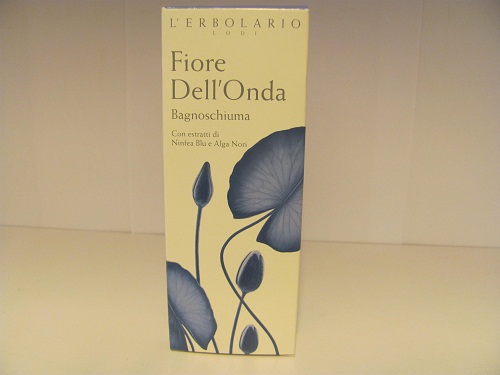 L'ERBOLARIO
LODI
Fiore
Dell'Onda
Bagnoschiuma
Con estratti di
Ninfea Blu e Alga Nori